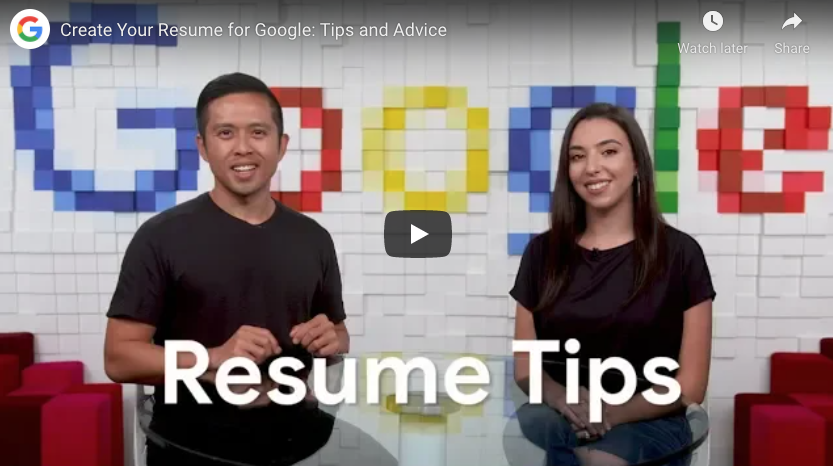 Create Your Resume for Google: Tips and Advice
Watch later
Share
Google
Resume Tips